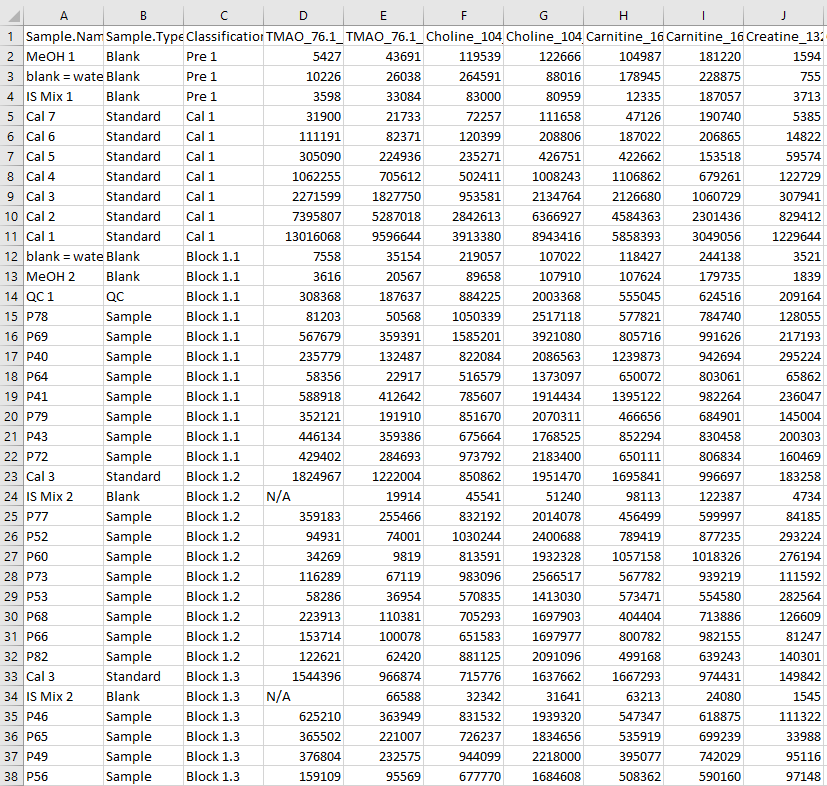 A B C D E F G H I J
1 Sample.Nam Sample.Type Classification TMAO_76.1_ TMAO_76.1_ Choline_104 Choline_104 Carnitine_16 Carnitine_16 Creatine_132
2 MeOH 1 Blank Pre 1 5427 43691 119539 122666 104987 181220 1594
3 blank = wate Blank Pre 1 10226 26038 264591 88016 178945 228875 755
4 IS Mix 1 Blank Pre 1 3598 33084 83000 80959 12335 187057 3713
5 Cal 7 Standard Cal 1 31900 21733 72257 111658 47126 190740 5385
6 Cal 6 Standard Cal 1 111191 82371 120399 208806 187022 206865 14822
7 Cal 5 Standard Cal 1 305090 224936 235271 426751 422662 153518 59574
8 Cal 4 Standard Cal 1 1062255 705612 502411 1008243 1106862 679261 122729
9 Cal 3 Standard Cal 1 2271599 1827750 953581 2134764 2126680 1060729 307941
10 Cal 2 Standard Cal 1 7395807 5287018 2842613 6366927 4584363 2301436 829412
11 Cal 1 Standard Cal 1 13016068 9596644 3913380 8943416 5858393 3049056 1229644
12 blank = wate Blank Block 1.1 7558 35154 219057 107022 118427 244138 3521
13 MeOH 2 Blank Block 1.1 3616 20567 89658 107910 107624 179735 1839
14 QC 1 QC Block 1.1 308368 187637 884225 2003368 555045 624516 209164
15 P78 Sample Block 1.1 81203 50568 1050339 2517118 577821 784740 128055
16 P69 Sample Block 1.1 567679 359391 1585201 3921080 805716 991626 217193
17 P40 Sample Block 1.1 235779 132487 822084 2086563 1239873 942694 295224
18 P64 Sample Block 1.1 58356 22917 516579 1373097 650072 803061 65862
19 P41 Sample Block 1.1 588918 412642 785607 1914434 1395122 982264 236047
20 P79 Sample Block 1.1 352121 191910 851670 2070311 466656 684901 145004
21 P43 Sample Block 1.1 446134 359386 675664 1768525 852294 830458 200303
22 P72 Sample Block 1.1 429402 284693 973792 2183400 650111 806834 160469
23 Cal 3 Standard Block 1.2 1824967 1222004 850862 1951470 1695841 996697 183258
24 IS Mix 2 Blank Block 1.2 N/A 19914 45541 51240 98113 122387 4734
25 P77 Sample Block 1.2 359183 255466 832192 2014078 456499 599997 84185
26 P52 Sample Block 1.2 94931 74001 1030244 2400688 789419 877235 293224
27 P60 Sample Block 1.2 34269 9819 813591 1932328 1057158 1018326 276194
28 P73 Sample Block 1.2 116289 67119 983096 2566517 567782 939219 111592
29 P53 Sample Block 1.2 58286 36954 570835 1413030 573471 554580 282564
30 P68 Sample Block 1.2 223913 110381 705293 1697903 404404 713886 126609
31 P66 Sample Block 1.2 153714 100078 651583 1697977 800782 982155 81247
32 P82 Sample Block 1.2 122621 62420 881125 2091096 499168 639243 140301
33 Cal 3 Standard Block 1.3 1544396 966874 715776 1637662 1667293 974431 149842
34 IS Mix 2 Blank Block 1.3 N/A 66588 32342 31641 63213 24080 1545
35 P46 Sample Block 1.3 625210 363949 831532 1939320 547347 618875 111322
36 P65 Sample Block 1.3 365502 221007 726237 1834656 535919 699239 33988
37 P49 Sample Block 1.3 376804 232575 944099 2218000 395077 742029 95116
38 P56 Sample Block 1.3 159109 95569 677770 1684608 508362 590160 97148